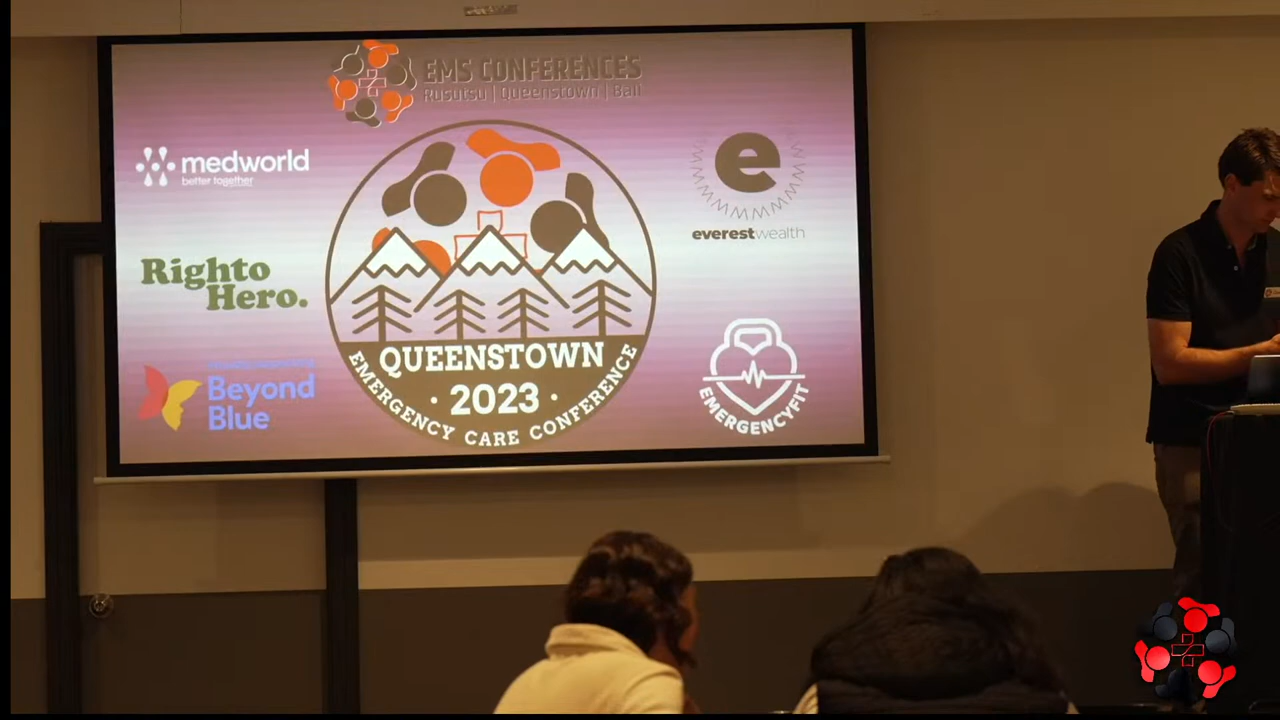 EMS CONFERENCES
Rusutsu | Queenstown | Bali
medworld
better together
e
everestwealth
Righto
Hero.
Beyond
Blue
QUEENSTOWN
· 2023 ·
EMERGENCY CARE CONFERENCE
EMERGENCYFIT